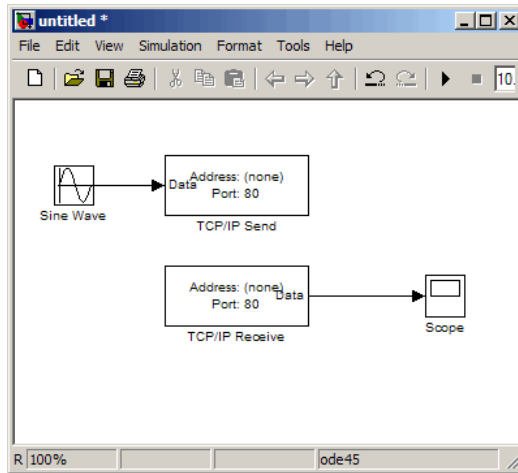 untitled *
File Edit View Simulation Format Tools Help
10.
Address: (none)
Data
Port: 80
Sine Wave
TCP/IP Send
Address: (none)
Data
Port: 80
TCP/IP Receive
Scope
R 100% ode45